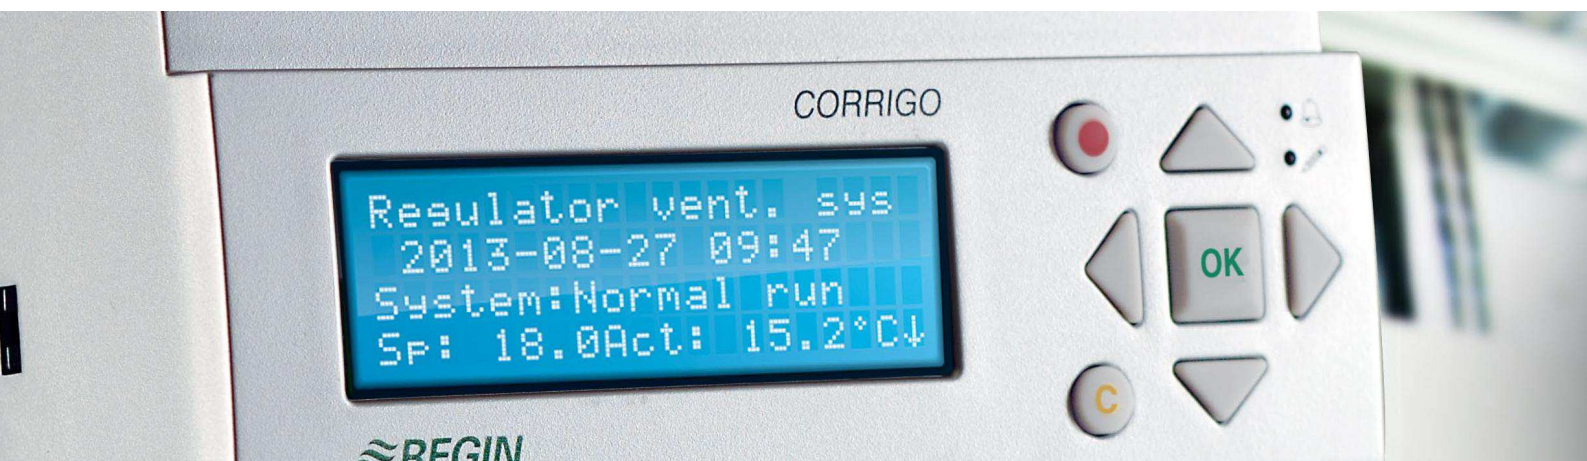 CORRIGO
Regulator vent. sys
2013-08-27 09:47
System:Normal run
Sp: 18.0Act: 15.2°C↓
OK
C
REGIN